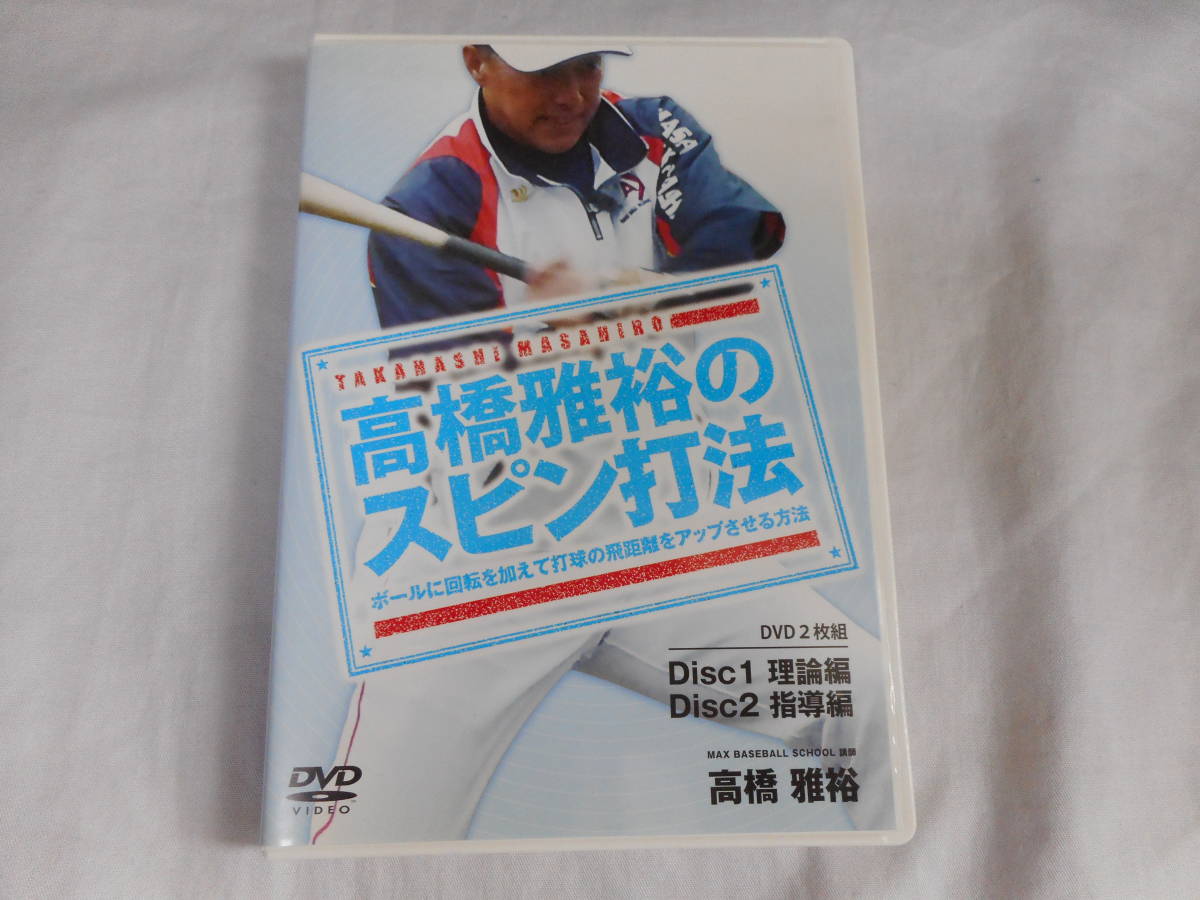 TAKAHASHI MASAHIRO
高橋雅裕の
スピン打法
ボールに回転を加えて打球の飛距離をアップさせる方法
DVD2枚組
Disc1 理論編
Disc2 指導編
MAX BASEBALL SCHOOL 講師
高橋 雅裕
DVD
VIDEO